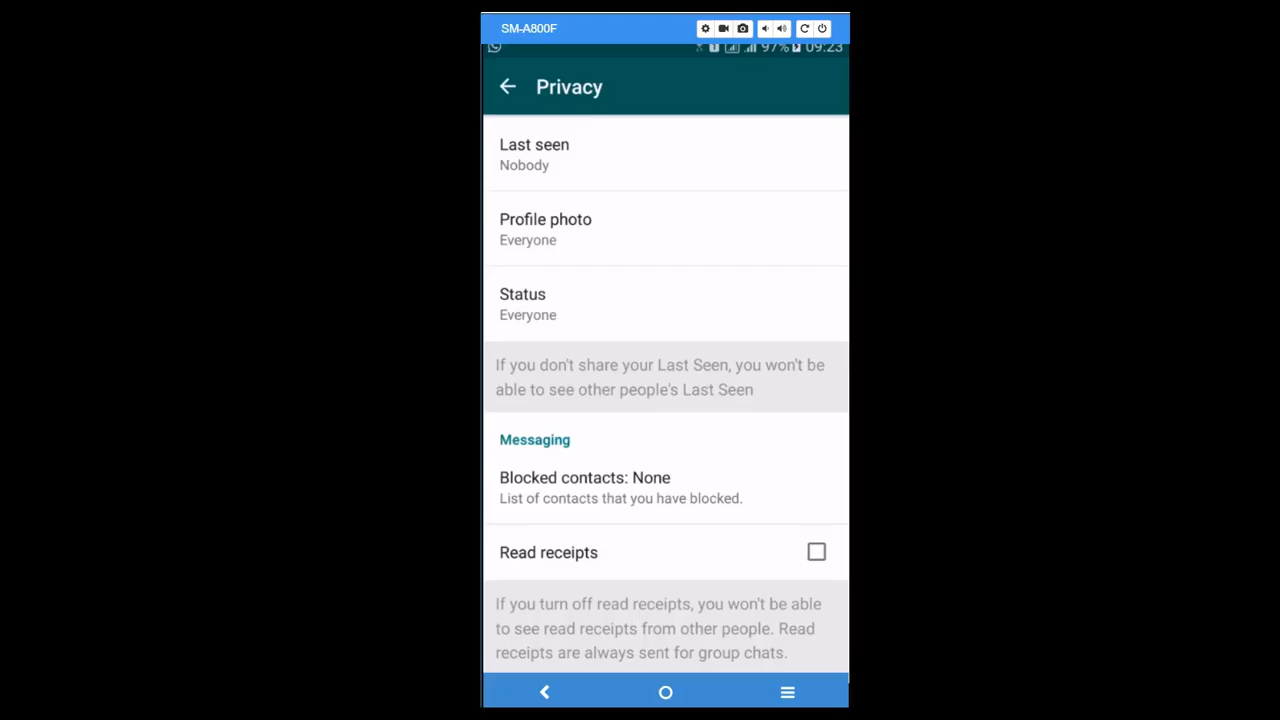 SM-A800F
97% 09:23
Privacy
Last seen
Nobody
Profile photo
Everyone
Status
Everyone
If you don't share your Last Seen, you won't be
able to see other people's Last Seen
Messaging
Blocked contacts: None
List of contacts that you have blocked.
Read receipts
If you turn off read receipts, you won't be able
to see read receipts from other people. Read
receipts are always sent for group chats.